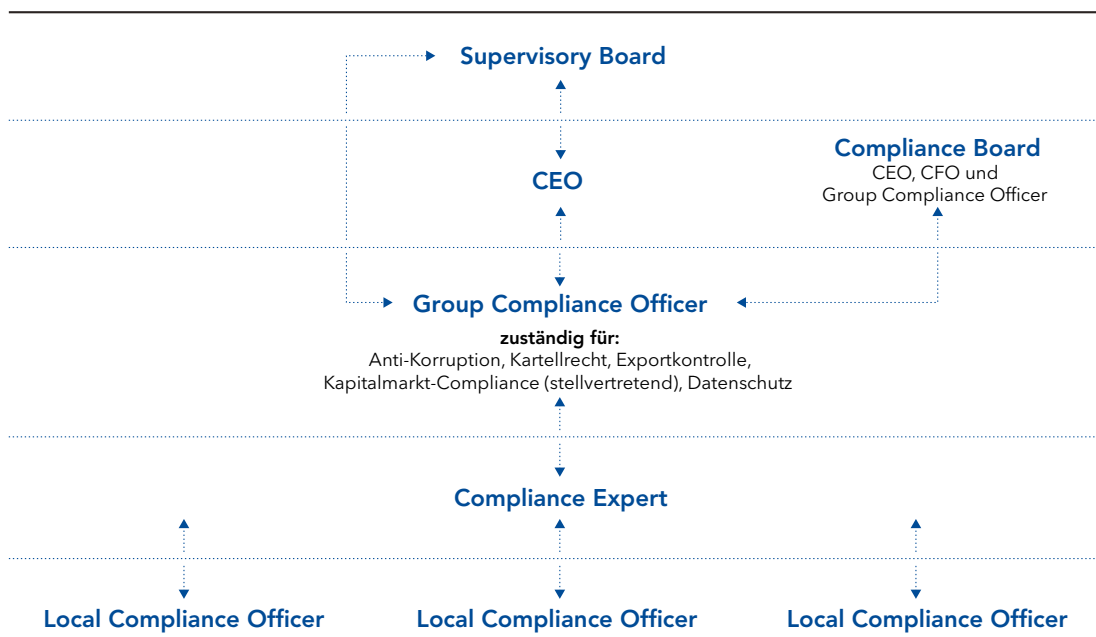 Supervisory Board
Compliance Board
CEO, CFO und
Group Compliance Officer
CEO
Group Compliance Officer
zuständig für:
Anti-Korruption, Kartellrecht, Exportkontrolle,
Kapitalmarkt-Compliance (stellvertretend), Datenschutz
Compliance Expert
Local Compliance Officer
Local Compliance Officer
Local Compliance Officer